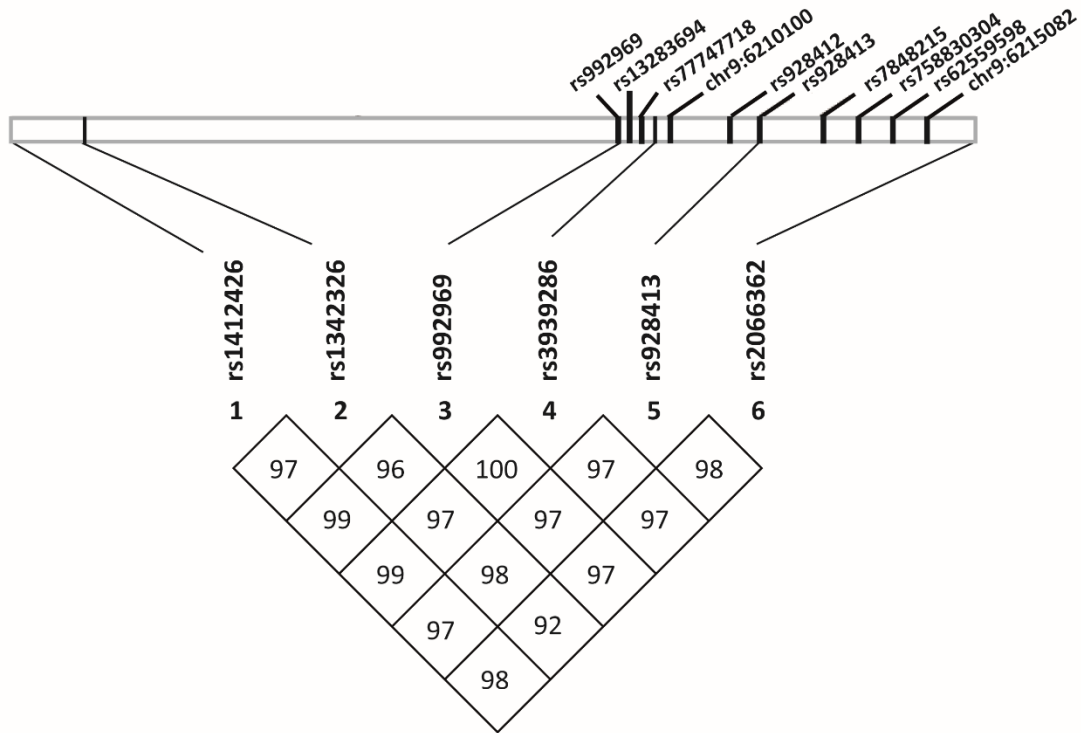 rs992969
rs13283694
rs77747718
chr9:6210100
rs928412
rs928413
rs7848215
rs758830304
rs62559598
chr9:6215082
rs1412426
rs1342326
rs992969
rs3939286
rs928413
rs2066362
1 2 3 4 5 6
97 96 100 97 98
99 97 97 97
99 98 97
97 92
98